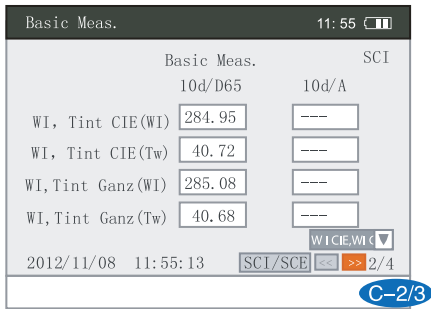 Basic Meas. 11:55
Basic Meas. SCI
10d/D65 10d/A
WI, Tint CIE(WI) 284.95 ---
WI, Tint CIE(Tw) 40.72 ---
WI,Tint Ganz(WI) 285.08 ---
WI,Tint Ganz(Tw) 40.68 ---
W I CIE,WI (
2012/11/08 11:55:13 SCI/SCE << >> 2/4
C-2/3